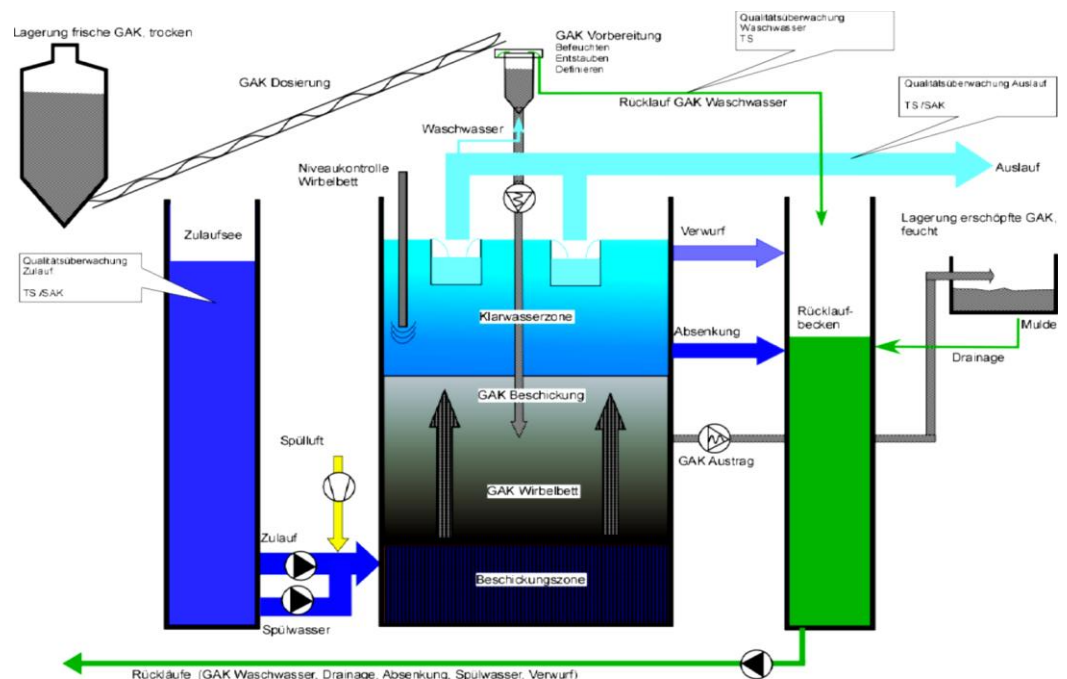 Lagerung frische GAK, trocken
GAK Dosierung
GAK Vorbereitung
Befeuchten
Entstauben
Definieren
Qualitätsüberwachung
Waschwasser
TS
Rücklauf GAK Waschwasser
Qualitätsüberwachung Auslauf
TS /SAK
Waschwasser
Auslauf
Niveaukontrolle
Wirbelbett
Zulaufsee
Qualitätsüberwachung
Zulauf
TS /SAK
Verwurf
Lagerung erschöpfte GAK,
feucht
Klarwasserzone
Absenkung
Rücklauf-
becken
Mulde
Drainage
GAK Beschickung
Spülluft
GAK Austrag
GAK Wirbelbett
Zulauf
Beschickungszone
Spülwasser
Rückläufe (GAK Waschwasser, Drainage, Absenkung, Spülwasser, Verwurf)